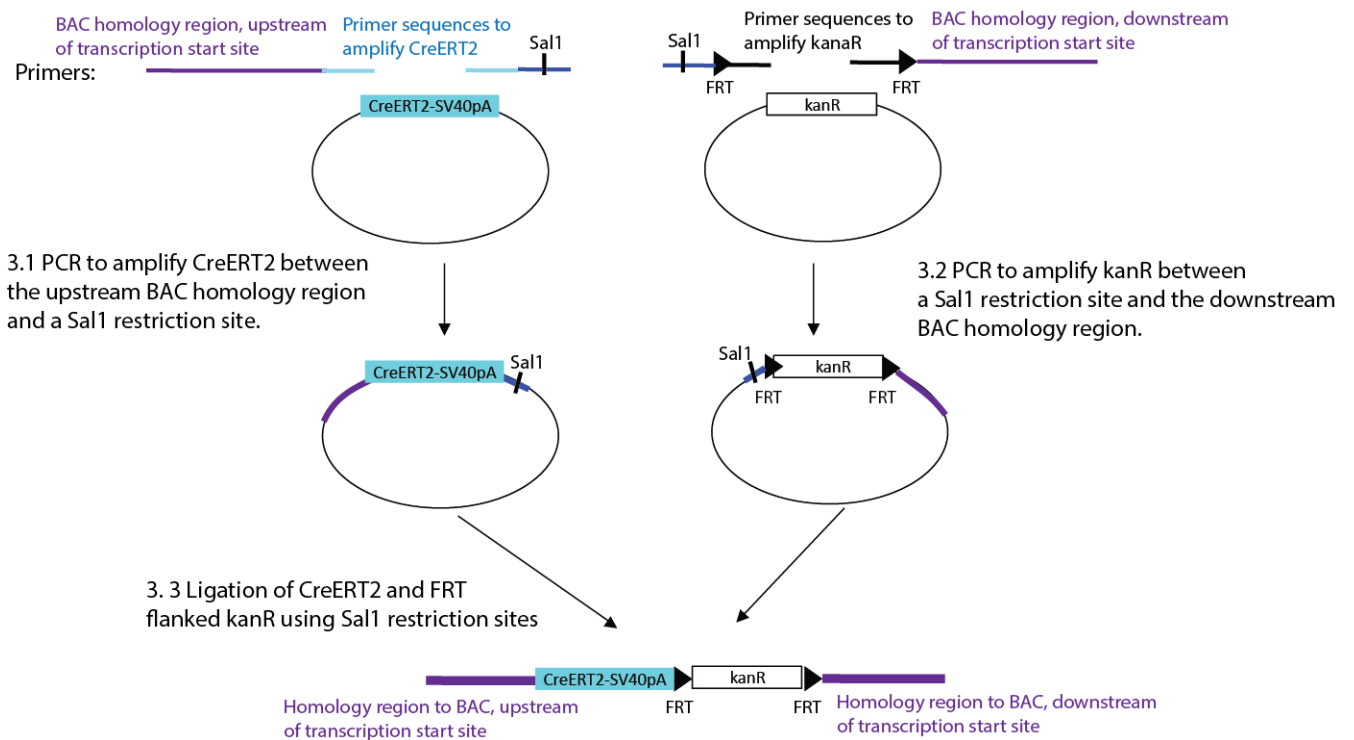 BAC homology region, upstream
of transcription start site
Primer sequences to
amplify CreERT2
Sal1
Sal1
Primer sequences to
amplify kanaR
BAC homology region, downstream
of transcription start site
Primers:
FRT
FRT
CreERT2-SV40pA
kanR
3.1 PCR to amplify CreERT2 between
the upstream BAC homology region
and a Sal1 restriction site.
3.2 PCR to amplify kanR between
a Sal1 restriction site and the downstream
BAC homology region.
CreERT2-SV40pA
Sal1
Sal1
kanR
FRT
FRT
3. 3 Ligation of CreERT2 and FRT
flanked kanR using Sal1 restriction sites
CreERT2-SV40pA
kanR
FRT
FRT
Homology region to BAC, upstream
of transcription start site
Homology region to BAC, downstream
of transcription start site